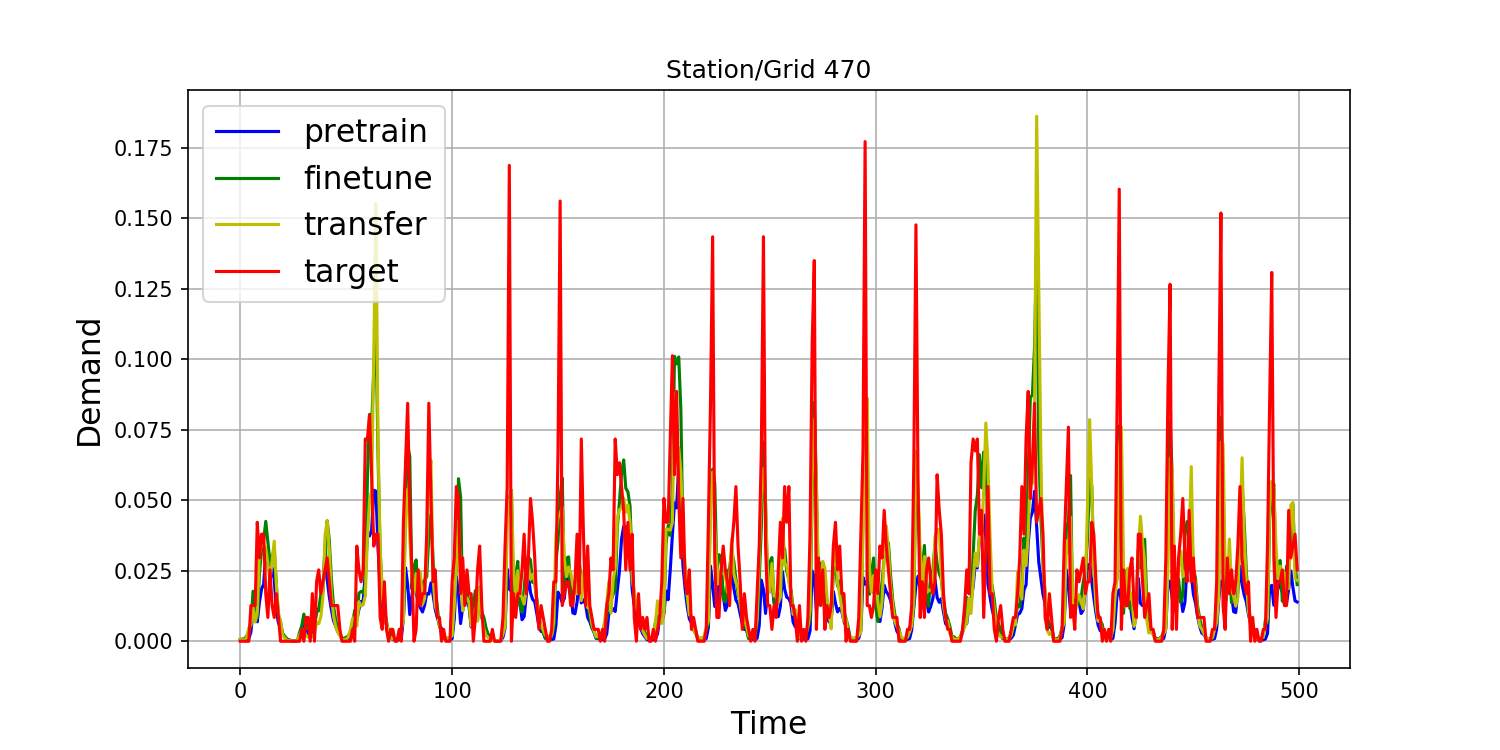 Station/Grid 470
pretrain
finetune
transfer
target
0.175
0.150
0.125
0.100
0.075
0.050
0.025
0.000
Demand
0 100 200 300 400 500
Time